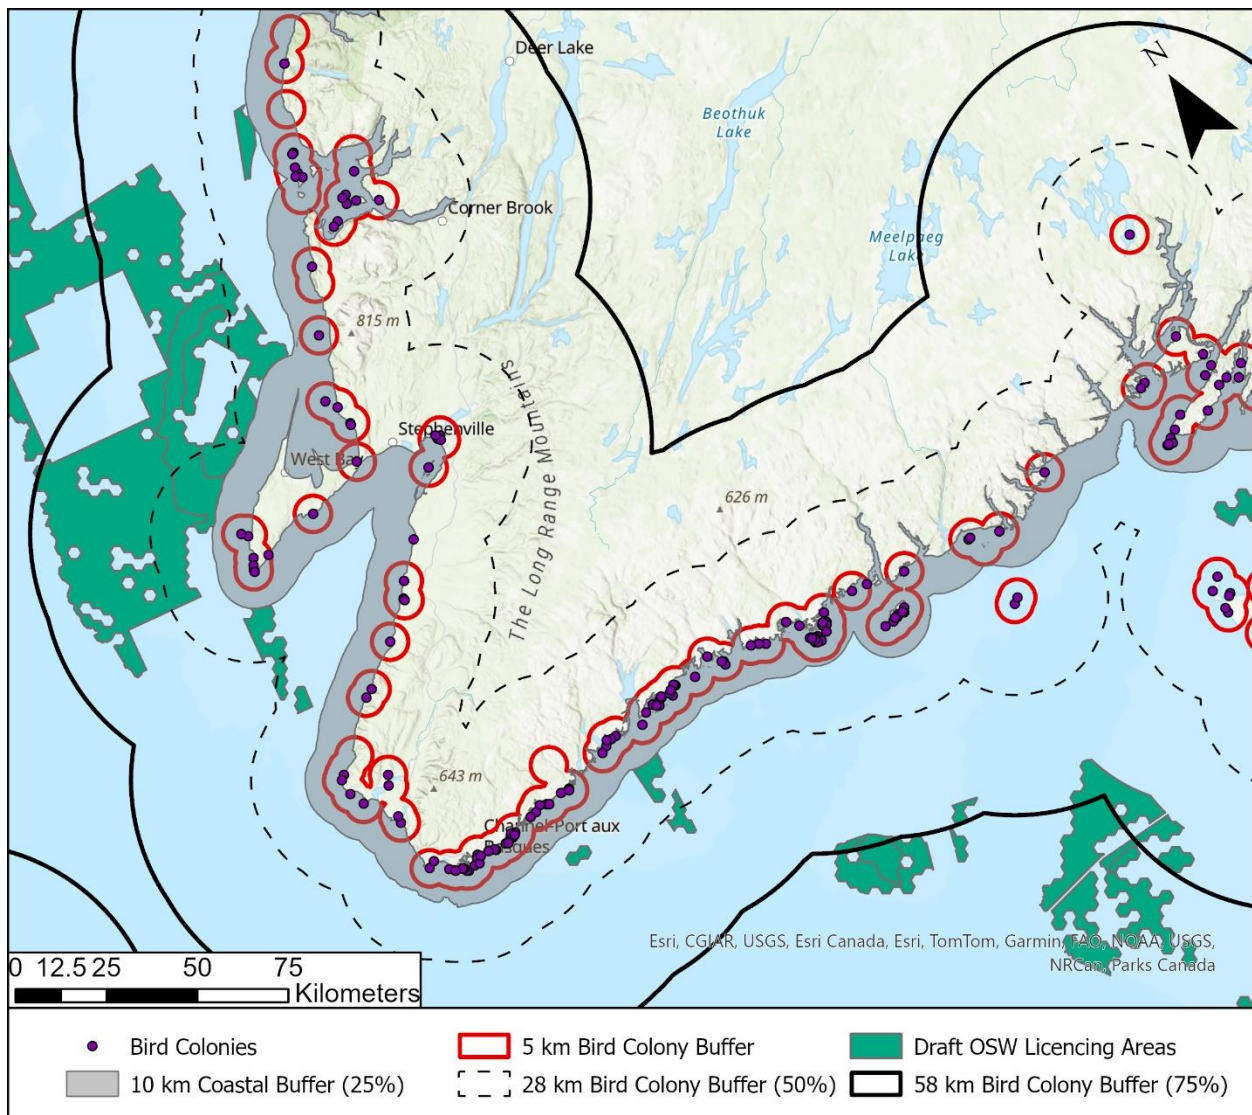 Deer Lake
N
Beothuk
Lake
Corner Brook
Meelpaeg
Lake
815 m
Stephenville
West Bay
The Long Range Mountains
626 m
643 m
Channel-Port aux
Basques
Esri, CGIAR, USGS, Esri Canada, Esri, TomTom, Garmin, FAO, NOAA, USGS,
NRCan, Parks Canada
0 12.5 25 50 75
Kilometers
Bird Colonies
5 km Bird Colony Buffer
Draft OSW Licencing Areas
10 km Coastal Buffer (25%)
28 km Bird Colony Buffer (50%)
58 km Bird Colony Buffer (75%)